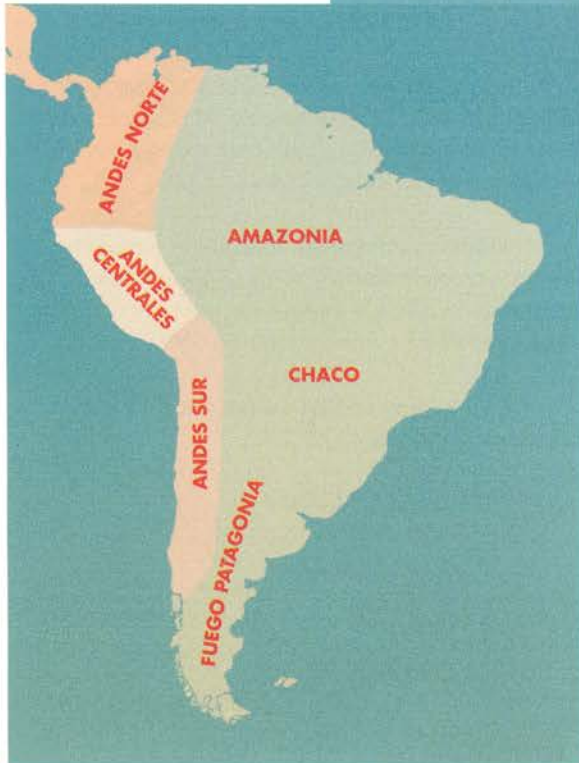 ANDES NORTE
AMAZONIA
ANDES
CENTRALES
CHACO
ANDES SUR
FUEGO PATAGONIA